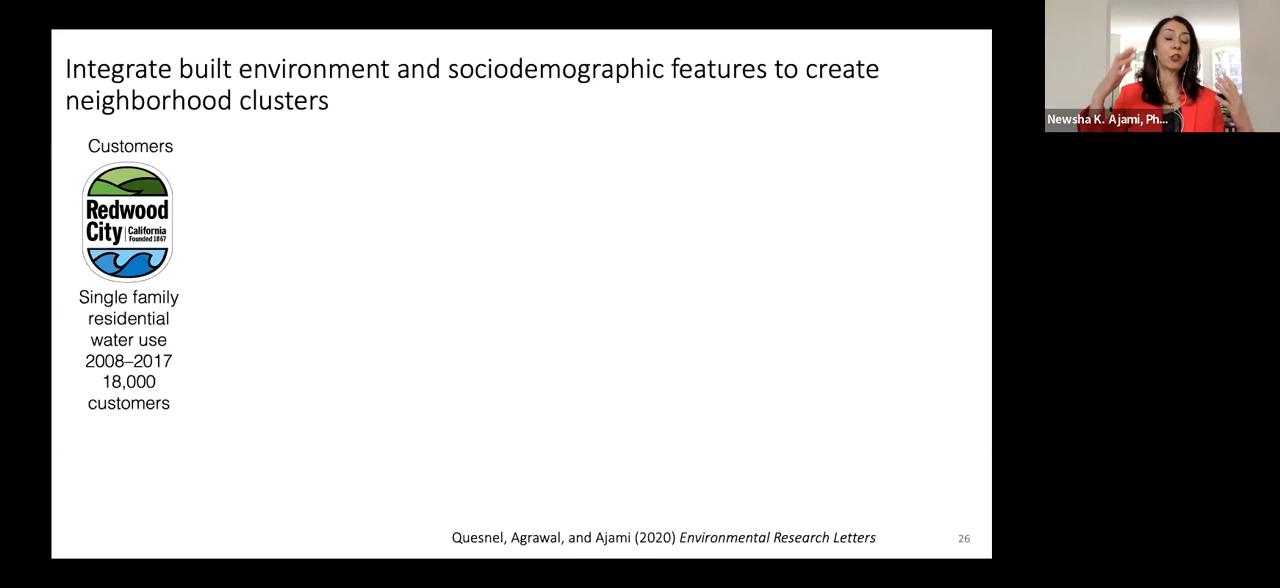 Integrate built environment and sociodemographic features to create
neighborhood clusters
Customers
Redwood
City
California
Founded 1867
Single family
residential
water use
2008–2017
18,000
customers
Quesnel, Agrawal, and Ajami (2020) Environmental Research Letters
26
Newsha K. Ajami, Ph...